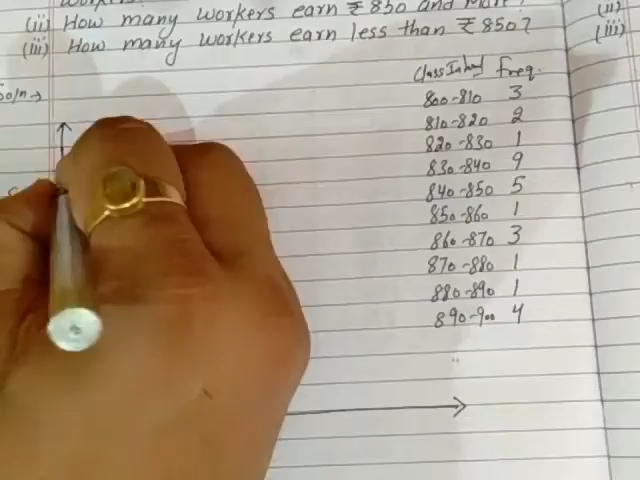 (ii) How many workers earn ₹ 850 and more?
(ii)
(iii) How many workers earn less than ₹ 850?
(iii)
Soln→
Class Interval Freq.
800-810 3
810-820 2
820-830 1
830-840 9
840-850 5
850-860 1
860-870 3
870-880 1
880-890 1
890-900 4